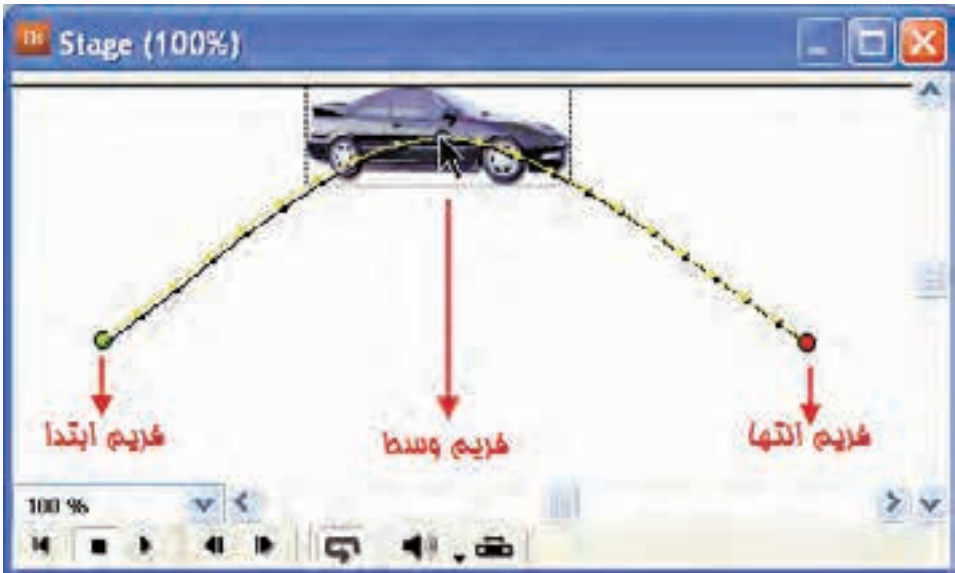 Stage (100%)
فریم ابتدا
فریم وسط
فریم انتها
100 %